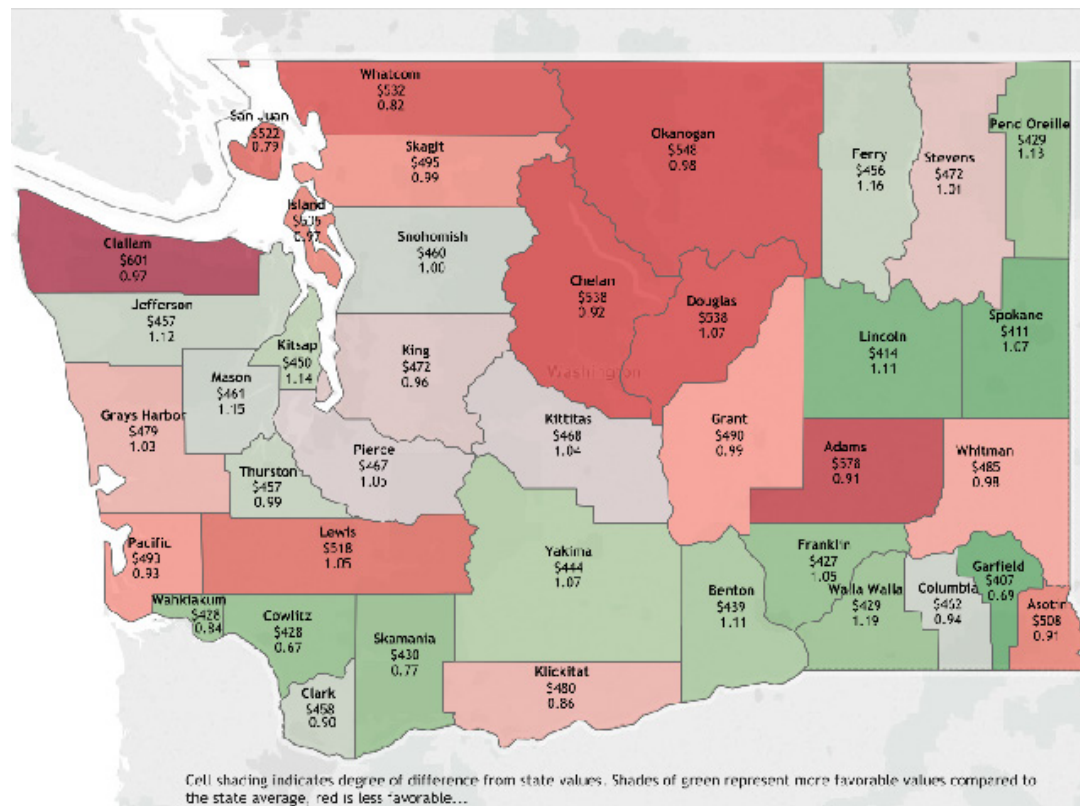 Whatcom
$532
0.82
San Juan
$522
0.79
Skagit
$495
0.99
Okanogan
$548
0.98
Ferry
$456
1.16
Stevens
$472
1.01
Pend Oreille
$429
1.13
Island
0.97
Clallam
$601
0.97
Snohomish
$460
1.00
Chelan
$538
0.92
Douglas
$538
1.07
Jefferson
$457
1.12
Kitsap
$450
1.14
King
$472
0.96
Washington
Lincoln
$414
1.11
Spokane
$411
1.07
Mason
$461
1.15
Grays Harbor
$479
1.03
Pierce
$467
1.05
Kittitas
$468
1.04
Grant
$490
0.99
Adams
$578
0.91
Whitman
$485
0.98
Thurston
$457
0.99
Pacific
$493
0.93
Lewis
$518
1.05
Yakima
$444
1.07
Benton
$439
1.11
Franklin
$427
1.05
Walla Walla
$429
1.19
Columbia
$462
0.94
Garfield
$407
0.69
Asotin
$508
0.91
Wahkiakum
$428
0.84
Cowlitz
$428
0.67
Skamania
$430
0.77
Clark
$458
0.90
Klickitat
$480
0.86
Cell shading indicates degree of difference from state values. Shades of green represent more favorable values compared to
the state average, red is less favorable...